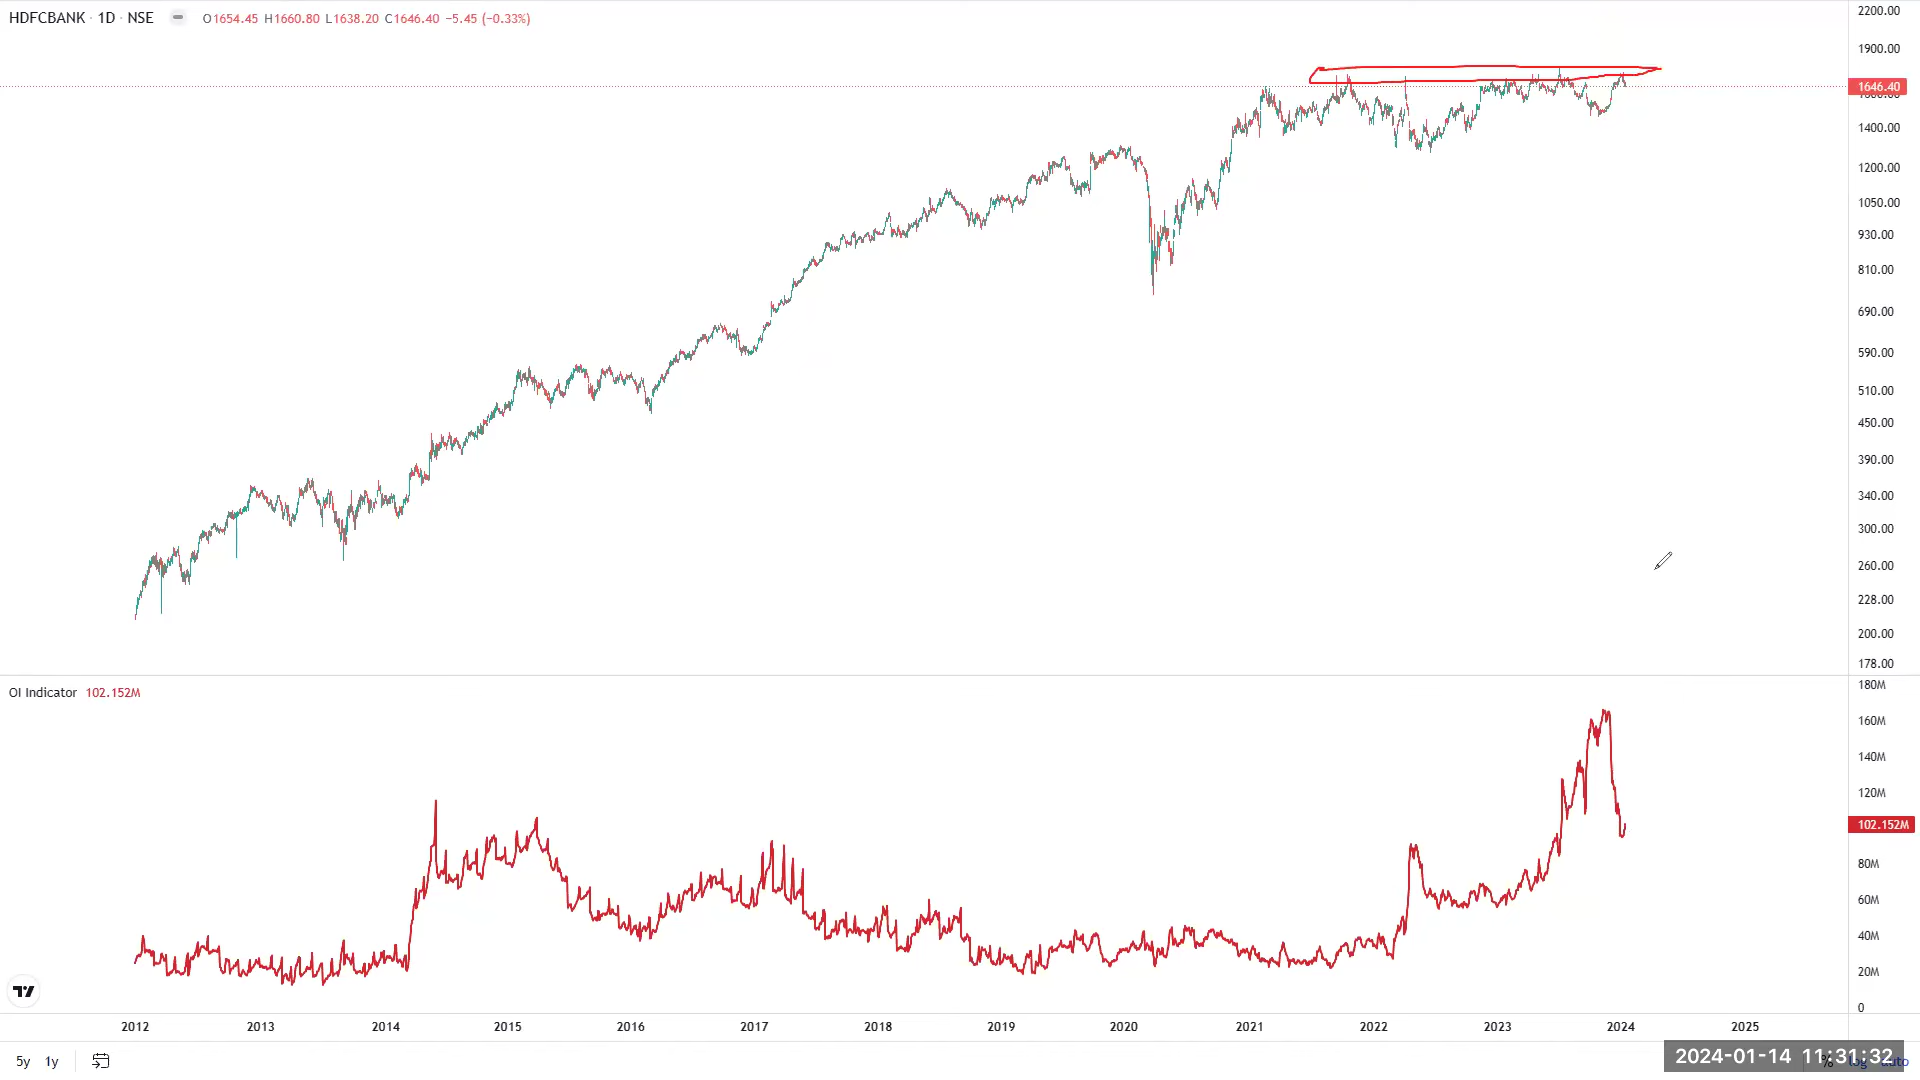 HDFCBANK · 1D · NSE O1654.45 H1660.80 L1638.20 C1646.40 −5.45 (−0.33%)
2200.00
1900.00
1646.40
1400.00
1200.00
1050.00
930.00
810.00
690.00
590.00
510.00
450.00
390.00
340.00
300.00
260.00
228.00
200.00
178.00
OI Indicator 102.152M
180M
160M
140M
120M
102.152M
80M
60M
40M
20M
0
2012 2013 2014 2015 2016 2017 2018 2019 2020 2021 2022 2023 2024 2025
5y 1y
2024-01-14 11:31:32